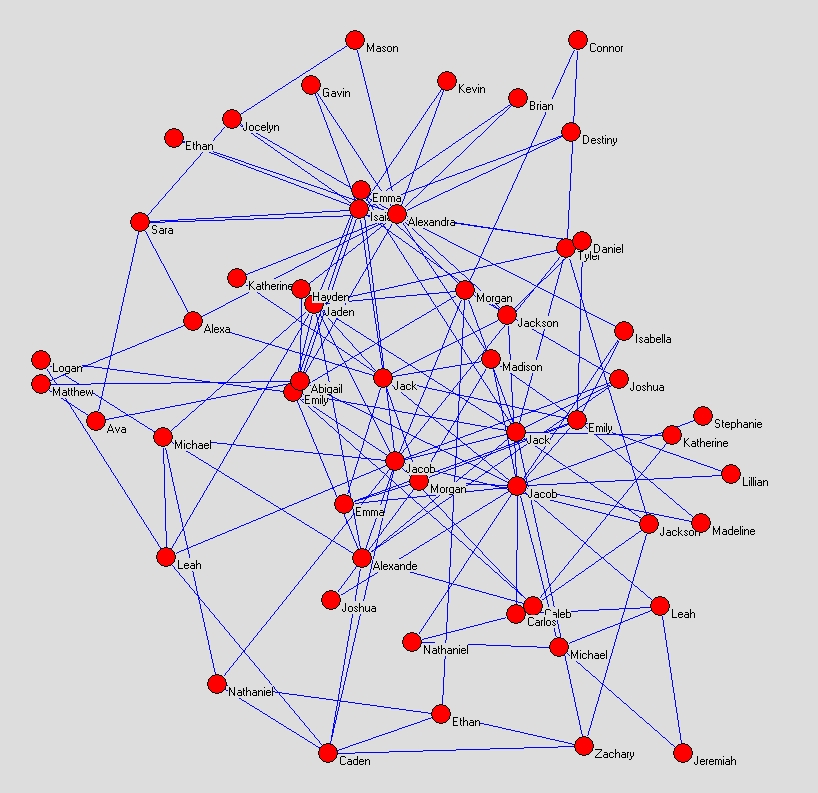 Mason
Connor
Gavin
Kevin
Brian
Jocelyn
Destiny
Ethan
Emma
Isaia
Alexandra
Sara
Daniel
Tyler
Katherine
Hayden
Morgan
Jaden
Jackson
Alexa
Isabella
Madison
Logan
Joshua
Jack
Abigail
Matthew
Emily
Stephanie
Ava
Emily
Jack
Katherine
Michael
Jacob
Lillian
Morgan
Jacob
Emma
Jackson
Madeline
Leah
Alexande
Joshua
Caleb
Leah
Carlos
Nathaniel
Michael
Nathaniel
Ethan
Zachary
Caden
Jeremiah